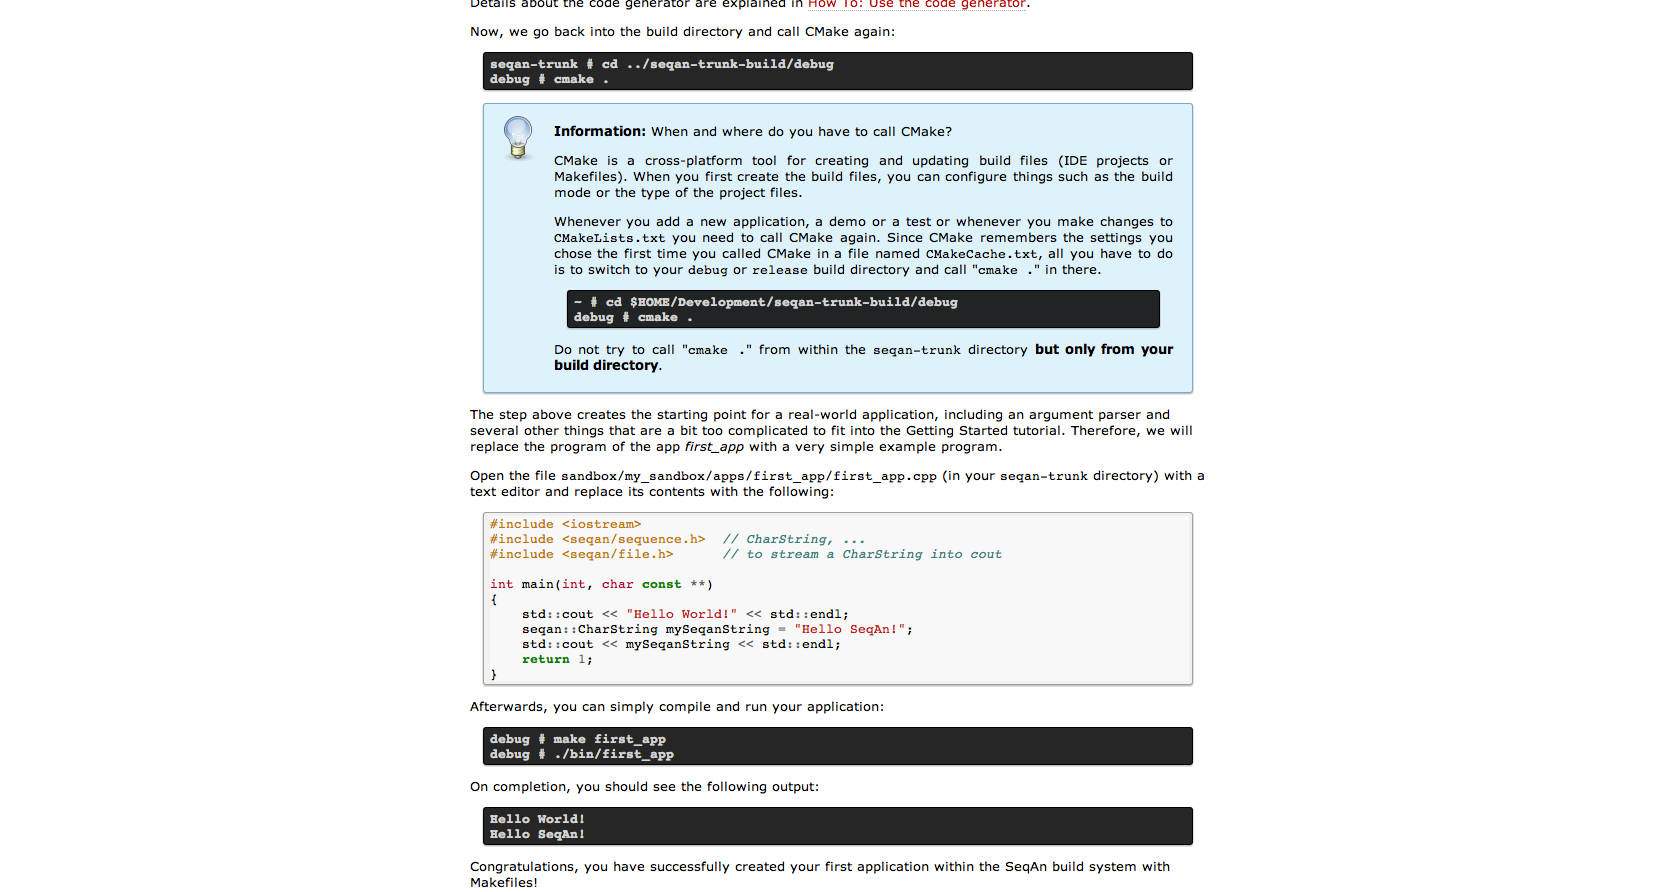 Details about the code generator are explained in How To: Use the code generator.
Now, we go back into the build directory and call CMake again:
seqan-trunk # cd ../seqan-trunk-build/debug
debug # cmake .
Information: When and where do you have to call CMake?
CMake is a cross-platform tool for creating and updating build files (IDE projects or
Makefiles). When you first create the build files, you can configure things such as the build
mode or the type of the project files.
Whenever you add a new application, a demo or a test or whenever you make changes to
CMakeLists.txt you need to call CMake again. Since CMake remembers the settings you
chose the first time you called CMake in a file named CMakeCache.txt, all you have to do
is to switch to your debug or release build directory and call "cmake ." in there.
~ # cd $HOME/Development/seqan-trunk-build/debug
debug # cmake .
Do not try to call "cmake ." from within the seqan-trunk directory but only from your
build directory.
The step above creates the starting point for a real-world application, including an argument parser and
several other things that are a bit too complicated to fit into the Getting Started tutorial. Therefore, we will
replace the program of the app first_app with a very simple example program.
Open the file sandbox/my_sandbox/apps/first_app/first_app.cpp (in your seqan-trunk directory) with a
text editor and replace its contents with the following:
#include <iostream>
#include <seqan/sequence.h>  // CharString, ...
#include <seqan/file.h>      // to stream a CharString into cout
int main(int, char const **)
{
    std::cout << "Hello World!" << std::endl;
    seqan::CharString mySeqanString = "Hello SeqAn!";
    std::cout << mySeqanString << std::endl;
    return 1;
}
Afterwards, you can simply compile and run your application:
debug # make first_app
debug # ./bin/first_app
On completion, you should see the following output:
Hello World!
Hello SeqAn!
Congratulations, you have successfully created your first application within the SeqAn build system with
Makefiles!